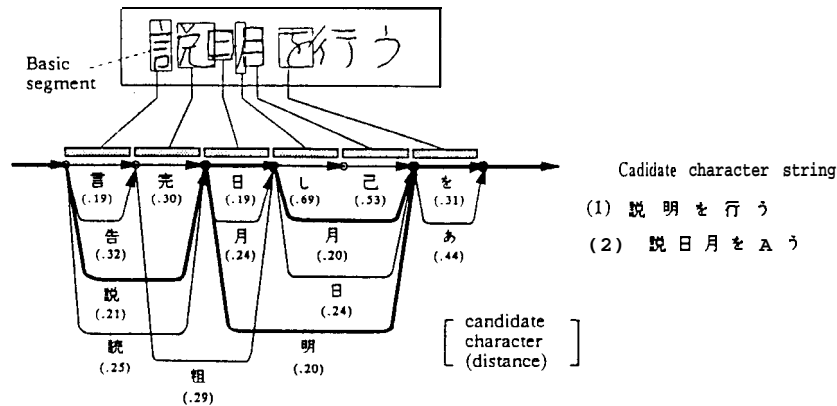 説明を行う
Basic
segment
Cadidate character string
言 完 日 し 己 を
(.19) (.30) (.19) (.69) (.53) (.31)
(1) 説 明 を 行 う
告 月 月 あ
(.32) (.24) (.20) (.44)
(2) 説 日 月 を A う
説 日
(.21) (.24)
読 明
(.25) (.20)
粗
(.29)
candidate
character
(distance)